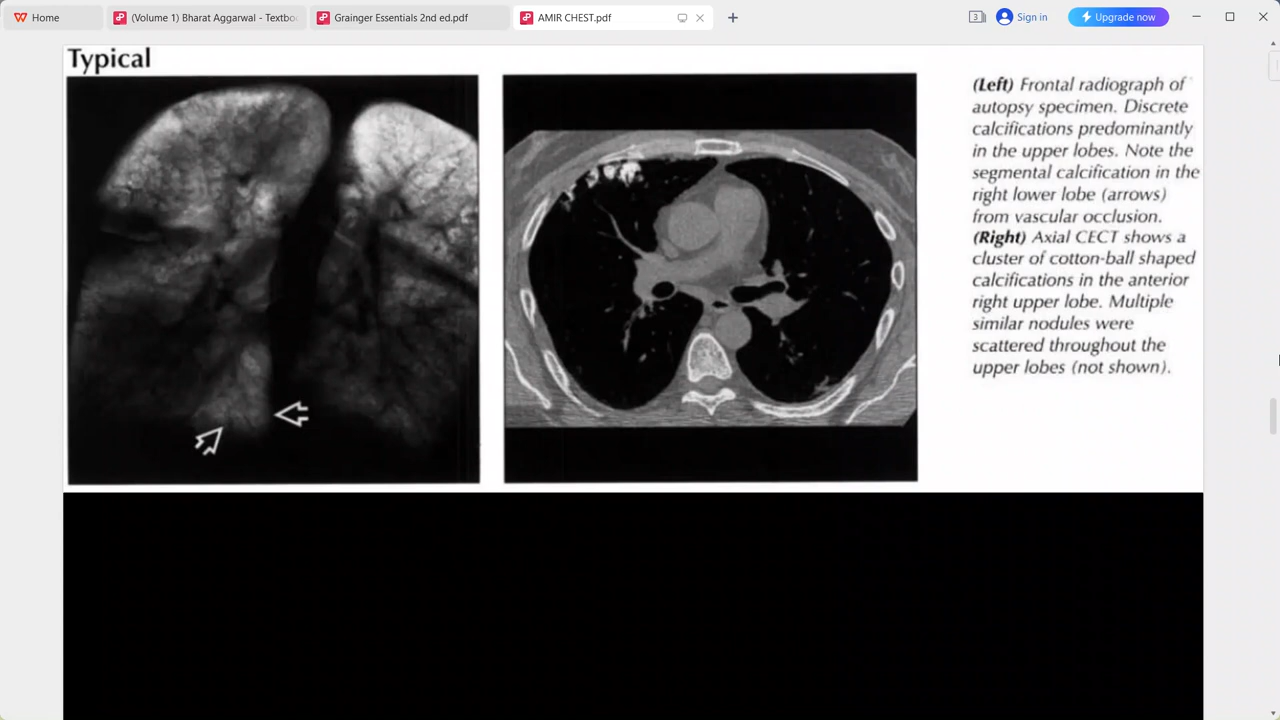 Home
(Volume 1) Bharat Aggarwal - Textbo
Grainger Essentials 2nd ed.pdf
AMIR CHEST.pdf
3
Sign in
Upgrade now
Typical
(Left) Frontal radiograph of
autopsy specimen. Discrete
calcifications predominantly
in the upper lobes. Note the
segmental calcification in the
right lower lobe (arrows)
from vascular occlusion.
(Right) Axial CECT shows a
cluster of cotton-ball shaped
calcifications in the anterior
right upper lobe. Multiple
similar nodules were
scattered throughout the
upper lobes (not shown).